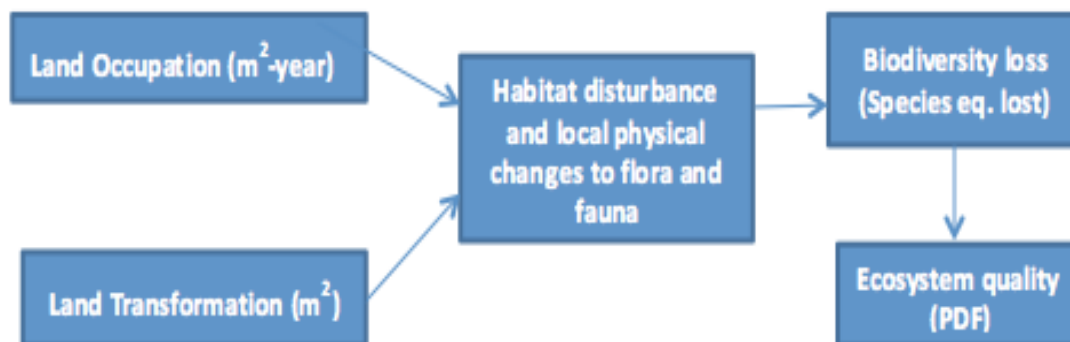 Land Occupation (m²-year)
Land Transformation (m²)
Habitat disturbance
and local physical
changes to flora and
fauna
Biodiversity loss
(Species eq. lost)
Ecosystem quality
(PDF)